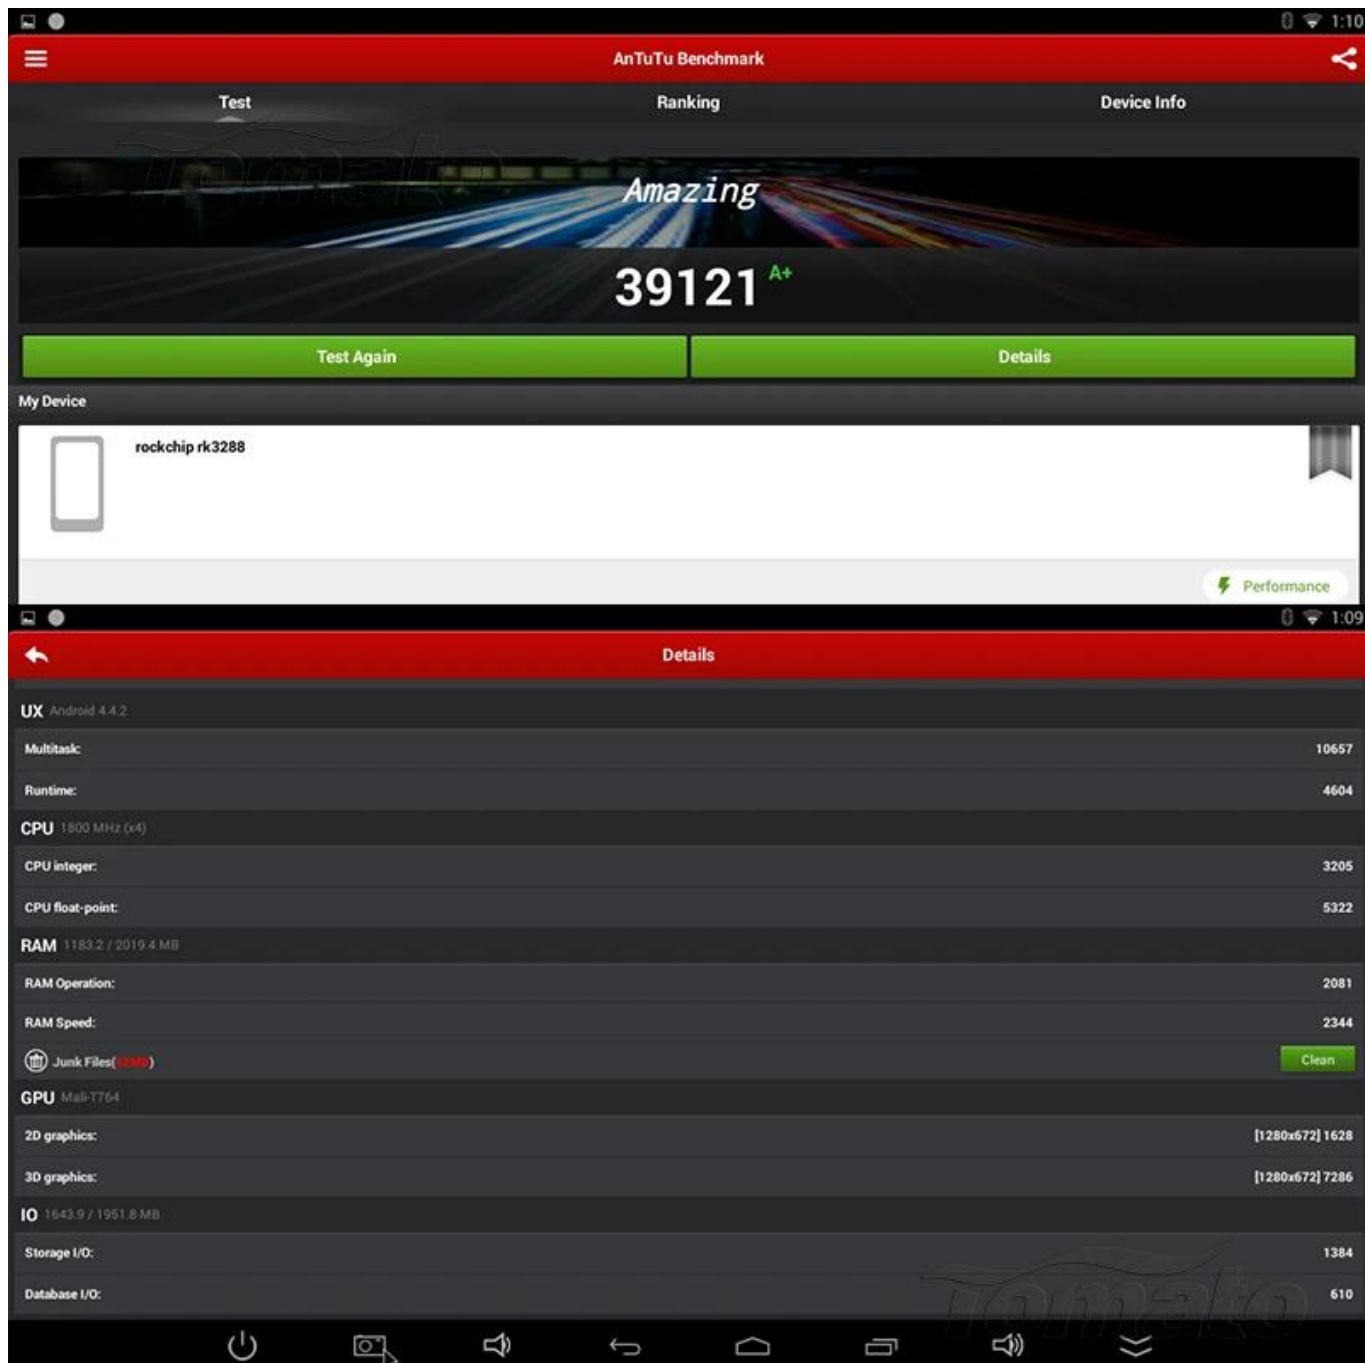 1:10
AnTuTu Benchmark
Test Ranking Device Info
Tomato
Amazing
39121 A+
Test Again Details
My Device
rockchip rk3288
Performance
1:09
Details
UX Android 4.4.2
Multitask: 10657
Runtime: 4604
CPU 1800 MHz (x4)
CPU integer: 3205
CPU float-point: 5322
RAM 1183.2 / 2019.4 MB
RAM Operation: 2081
RAM Speed: 2344
Junk Files( ) Clean
GPU Mali-T764
2D graphics: [1280x672] 1628
3D graphics: [1280x672] 7286
IO 1643.9 / 1951.8 MB
Storage I/O: 1384
Database I/O: 610
Tomato